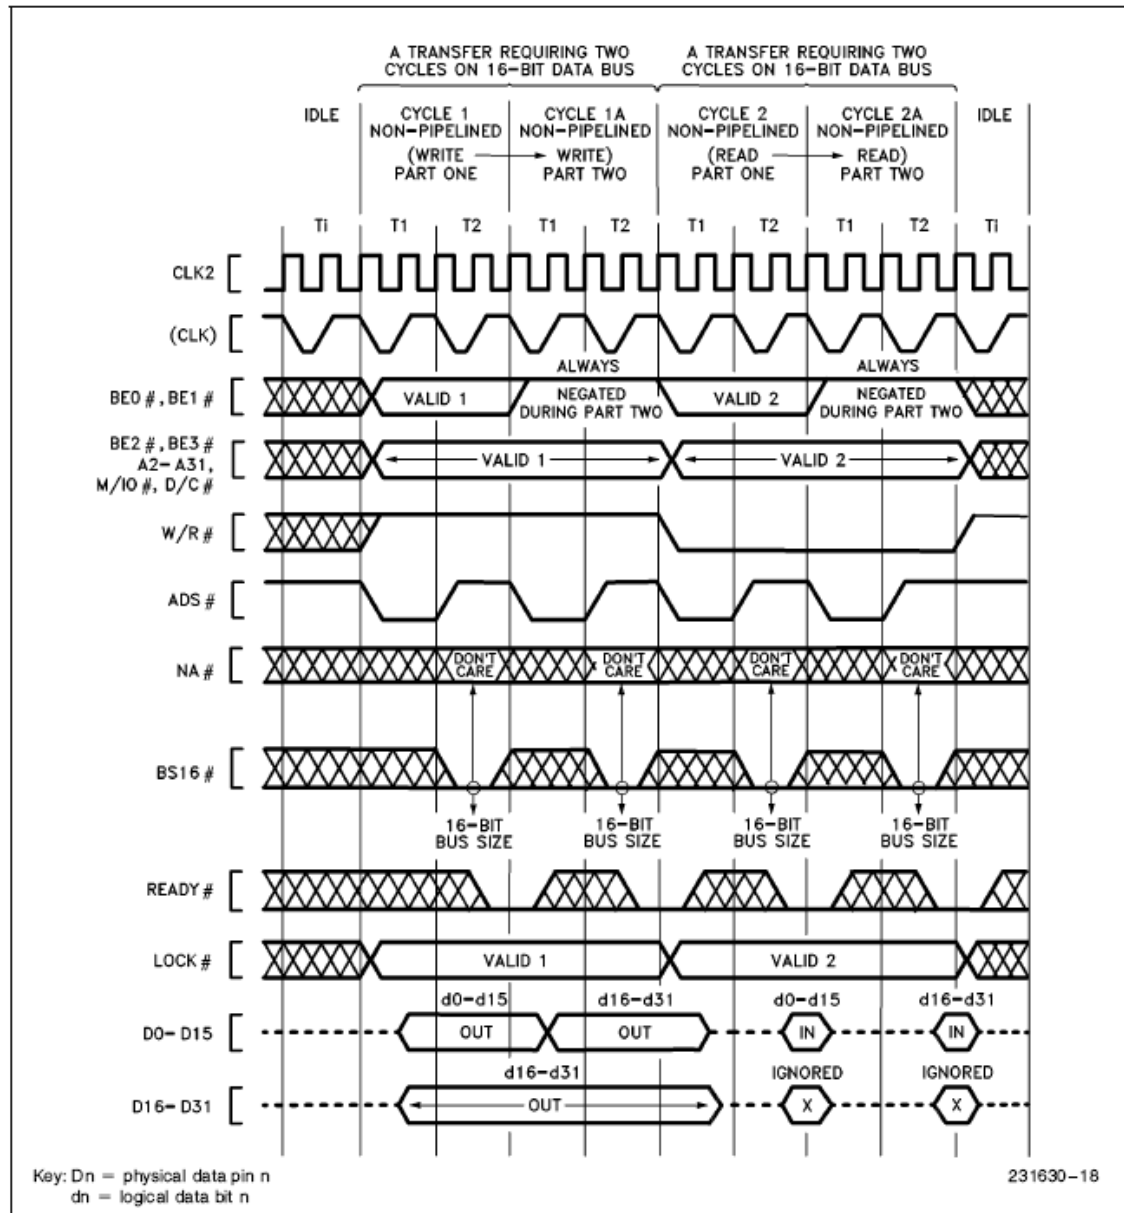 A TRANSFER REQUIRING TWO
CYCLES ON 16-BIT DATA BUS
A TRANSFER REQUIRING TWO
CYCLES ON 16-BIT DATA BUS
IDLE
CYCLE 1
NON-PIPELINED
(WRITE
PART ONE
CYCLE 1A
NON-PIPELINED
WRITE)
PART TWO
CYCLE 2
NON-PIPELINED
(READ
PART ONE
CYCLE 2A
NON-PIPELINED
READ)
PART TWO
IDLE
Ti T1 T2 T1 T2 T1 T2 T1 T2 Ti
CLK2
(CLK)
BE0#, BE1#
VALID 1
ALWAYS
NEGATED
DURING PART TWO
VALID 2
ALWAYS
NEGATED
DURING PART TWO
BE2#, BE3#
A2-A31,
M/IO#, D/C#
VALID 1
VALID 2
W/R#
ADS#
NA#
DON'T
CARE
DON'T
CARE
DON'T
CARE
DON'T
CARE
BS16#
16-BIT
BUS SIZE
16-BIT
BUS SIZE
16-BIT
BUS SIZE
16-BIT
BUS SIZE
READY#
LOCK#
VALID 1
VALID 2
d0-d15 d16-d31 d0-d15 d16-d31
D0-D15 OUT OUT IN IN
d16-d31 IGNORED IGNORED
D16-D31 OUT X X
Key: Dn = physical data pin n
dn = logical data bit n
231630-18